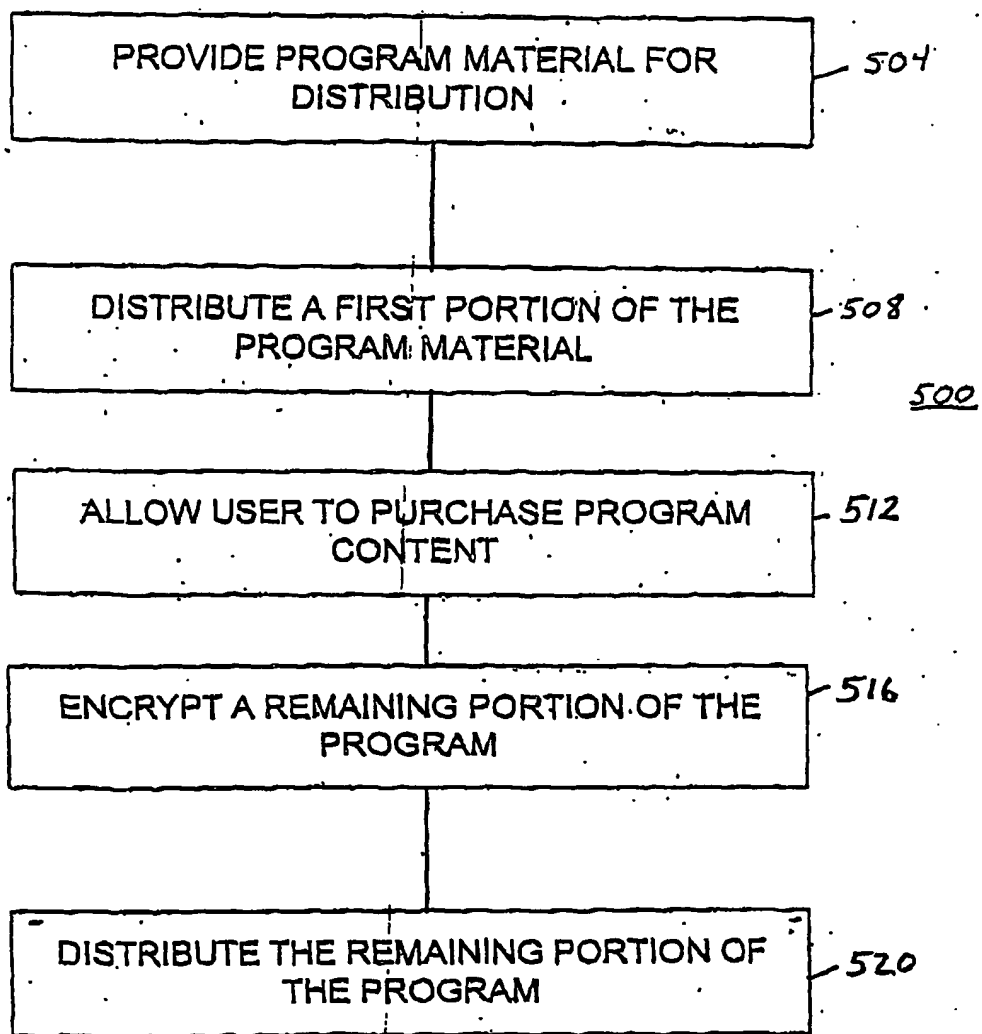 PROVIDE PROGRAM MATERIAL FOR
DISTRIBUTION
504
DISTRIBUTE A FIRST PORTION OF THE
PROGRAM MATERIAL
508
500
ALLOW USER TO PURCHASE PROGRAM
CONTENT
512
ENCRYPT A REMAINING PORTION OF THE
PROGRAM
516
DISTRIBUTE THE REMAINING PORTION OF
THE PROGRAM
520